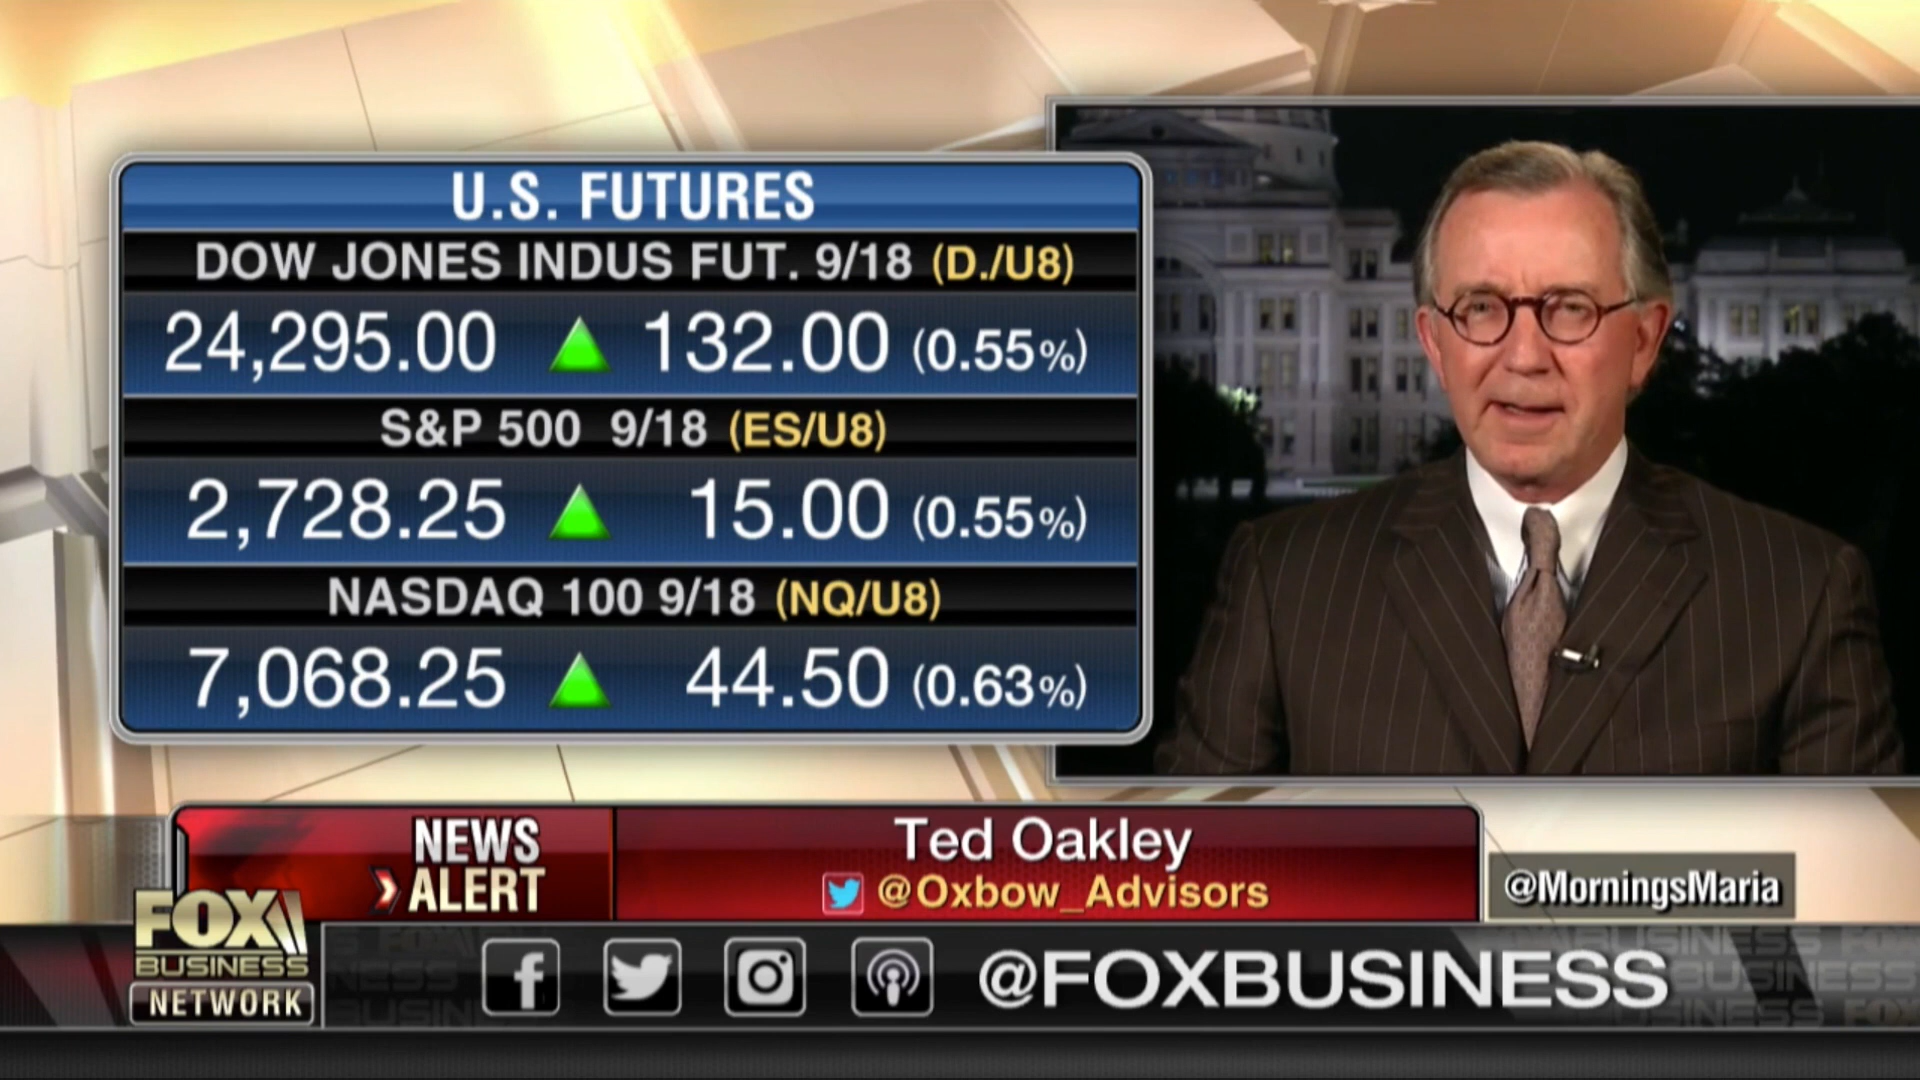 U.S. FUTURES
DOW JONES INDUS FUT. 9/18 (D./U8)
24,295.00 ▲ 132.00 (0.55%)
S&P 500 9/18 (ES/U8)
2,728.25 ▲ 15.00 (0.55%)
NASDAQ 100 9/18 (NQ/U8)
7,068.25 ▲ 44.50 (0.63%)
NEWS
ALERT
Ted Oakley
@Oxbow_Advisors
@MorningsMaria
FOX
BUSINESS
NETWORK
@FOXBUSINESS